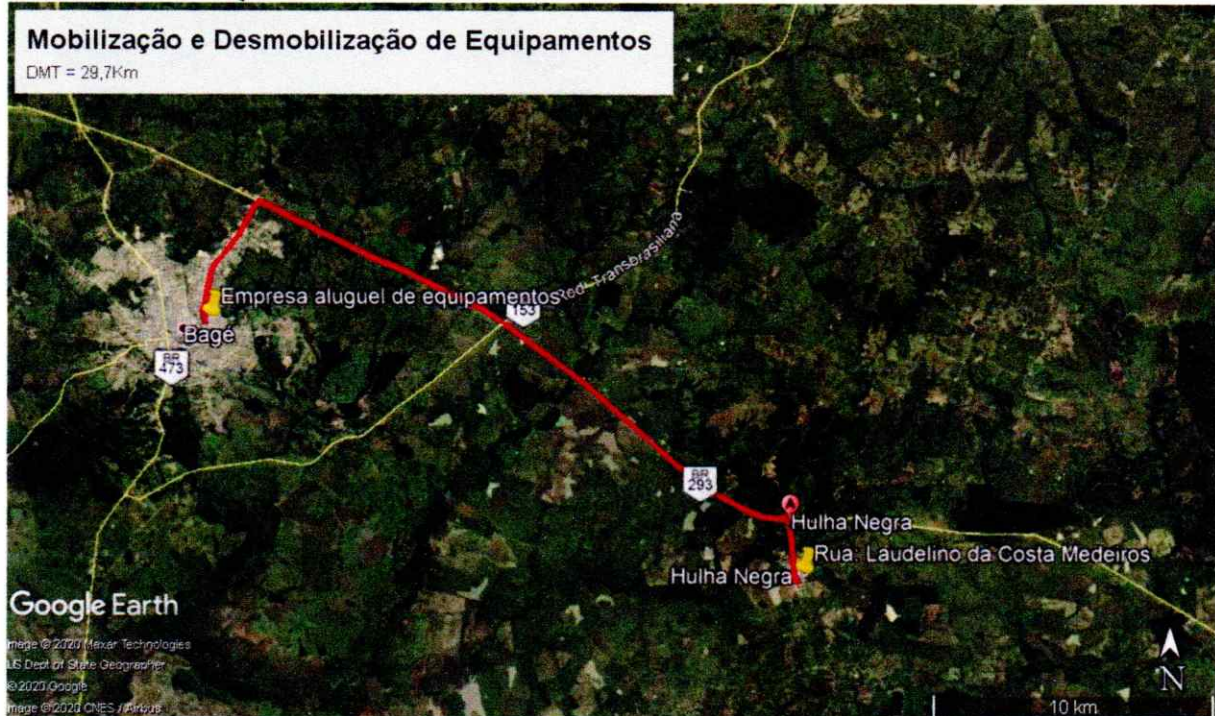 Mobilização e Desmobilização de Equipamentos
DMT = 29,7Km
Rod. Transbrasiliana
Empresa aluguel de equipamentos
153
Bagé
BR
473
BR
293
A
Hulha Negra
Rua: Laudelino da Costa Medeiros
Hulha Negra
Google Earth
Image © 2020 Maxar Technologies
US Dept of State Geographer
© 2020 Google
Image © 2020 CNES / Airbus
N
10 km